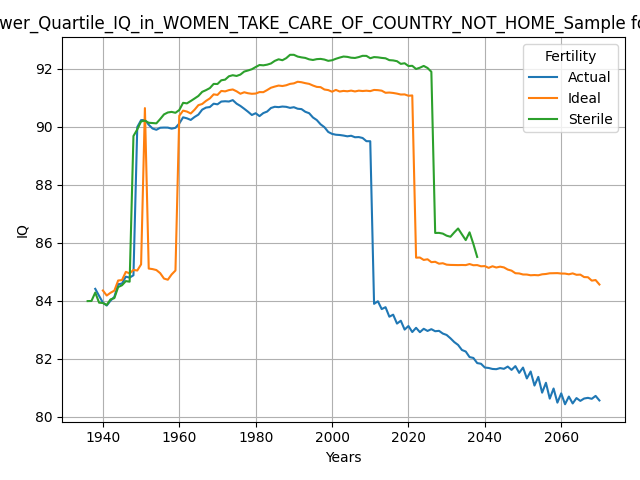 wer_Quartile_IQ_in_WOMEN_TAKE_CARE_OF_COUNTRY_NOT_HOME_Sample fo
Fertility
Actual
Ideal
Sterile
IQ
92
90
88
86
84
82
80
1940
1960
1980
2000
2020
2040
2060
Years